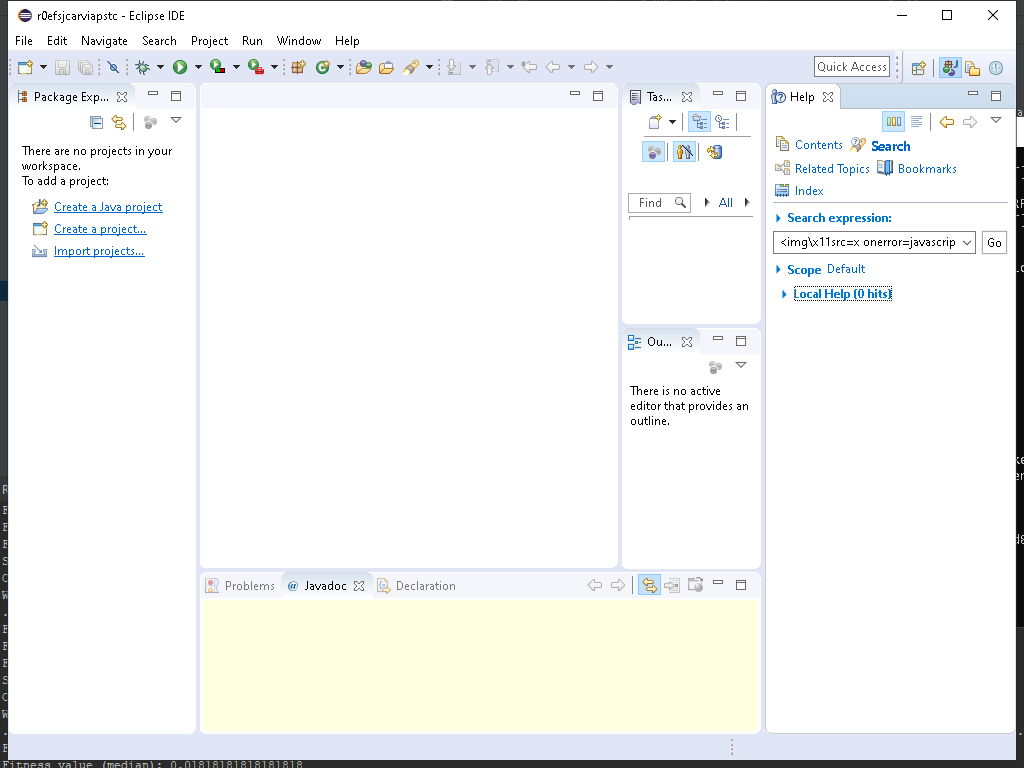 r0efsjcarviapstc - Eclipse IDE
File Edit Navigate Search Project Run Window Help
Quick Access
Package Exp...
There are no projects in your
workspace.
To add a project:
Create a Java project
Create a project...
Import projects...
Tas...
Find
All
Ou...
There is no active
editor that provides an
outline.
Help
Contents Search
Related Topics Bookmarks
Index
Search expression:
<img\x11src=x onerror=javascrip
Go
Scope Default
Local Help (0 hits)
Problems @ Javadoc Declaration
Fitness value (median): 0.01818181818181818